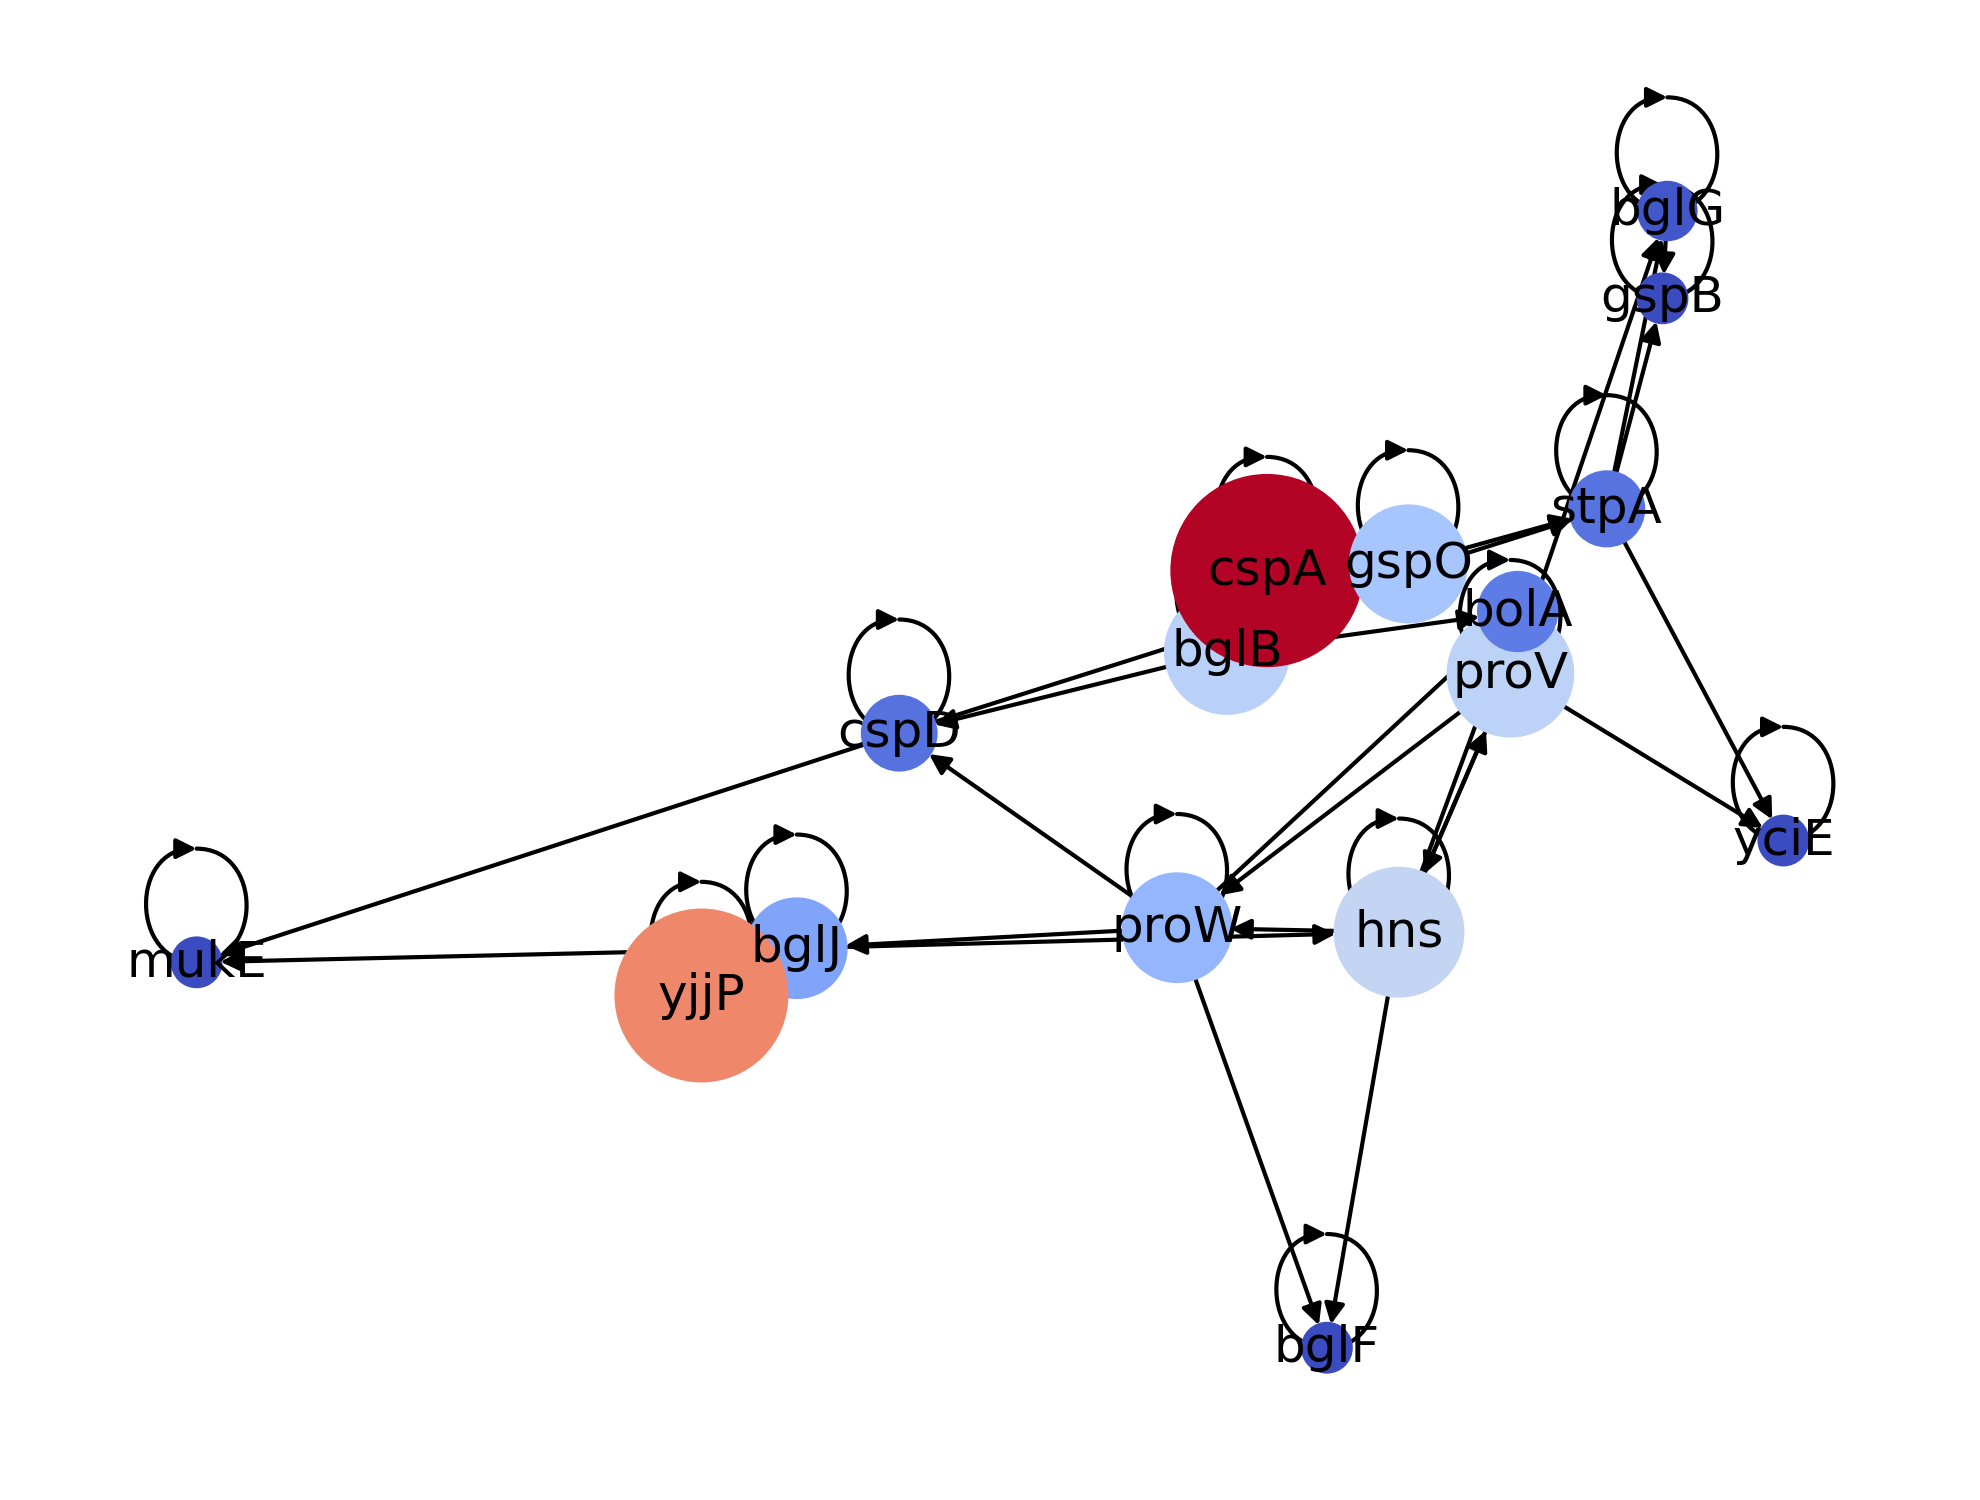 bglG
gspB
stpA
cspA
gspO
bolA
bglB
proV
cspD
yciE
proW
hns
bglJ
mukE
yjjP
bglF